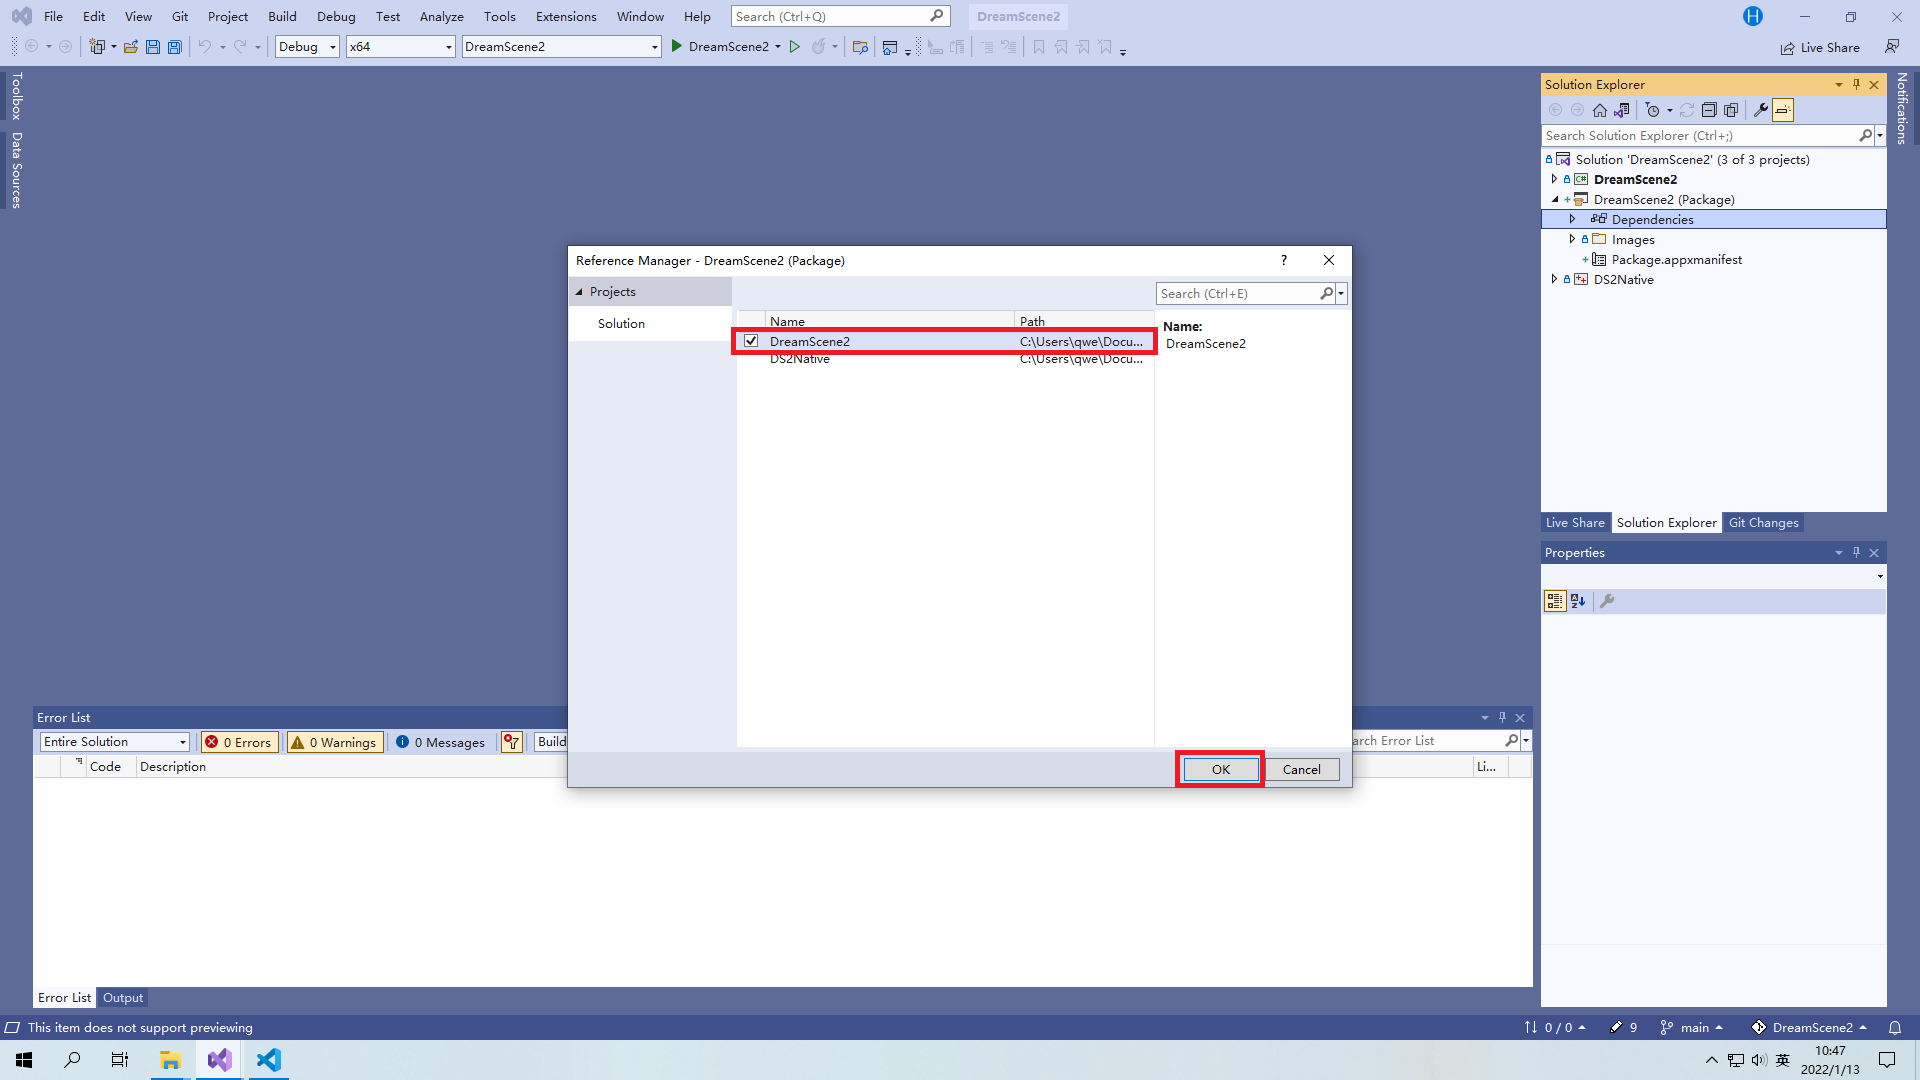 File Edit View Git Project Build Debug Test Analyze Tools Extensions Window Help Search (Ctrl+Q) DreamScene2 H
Debug x64 DreamScene2 DreamScene2 Live Share
Toolbox
Data Sources
Solution Explorer
Search Solution Explorer (Ctrl+;)
Solution 'DreamScene2' (3 of 3 projects)
DreamScene2
DreamScene2 (Package)
Dependencies
Images
Package.appxmanifest
DS2Native
Notifications
Live Share Solution Explorer Git Changes
Properties
Reference Manager - DreamScene2 (Package) ?
Projects
Solution
Search (Ctrl+E)
Name Path
DreamScene2 C:\Users\qwe\Docu...
DS2Native C:\Users\qwe\Docu...
Name:
DreamScene2
OK Cancel
Error List
Entire Solution 0 Errors 0 Warnings 0 Messages Build arch Error List
Code Description Li...
Error List Output
This item does not support previewing 0 / 0 9 main DreamScene2
英 10:47
2022/1/13